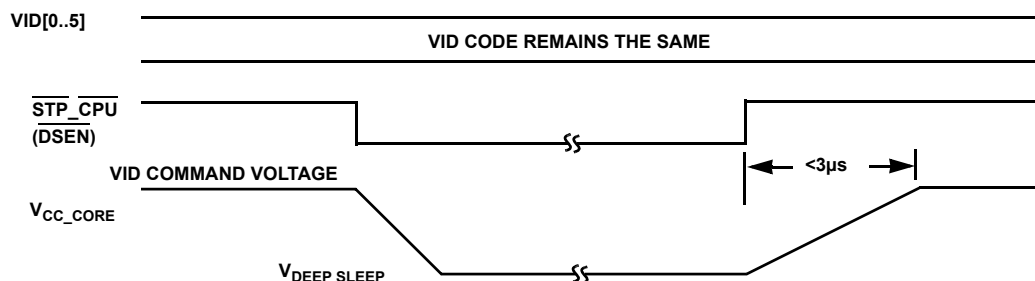 VID[0..5]
VID CODE REMAINS THE SAME
STP_CPU
(DSEN)
<3µs
VID COMMAND VOLTAGE
VCC_CORE
VDEEP SLEEP